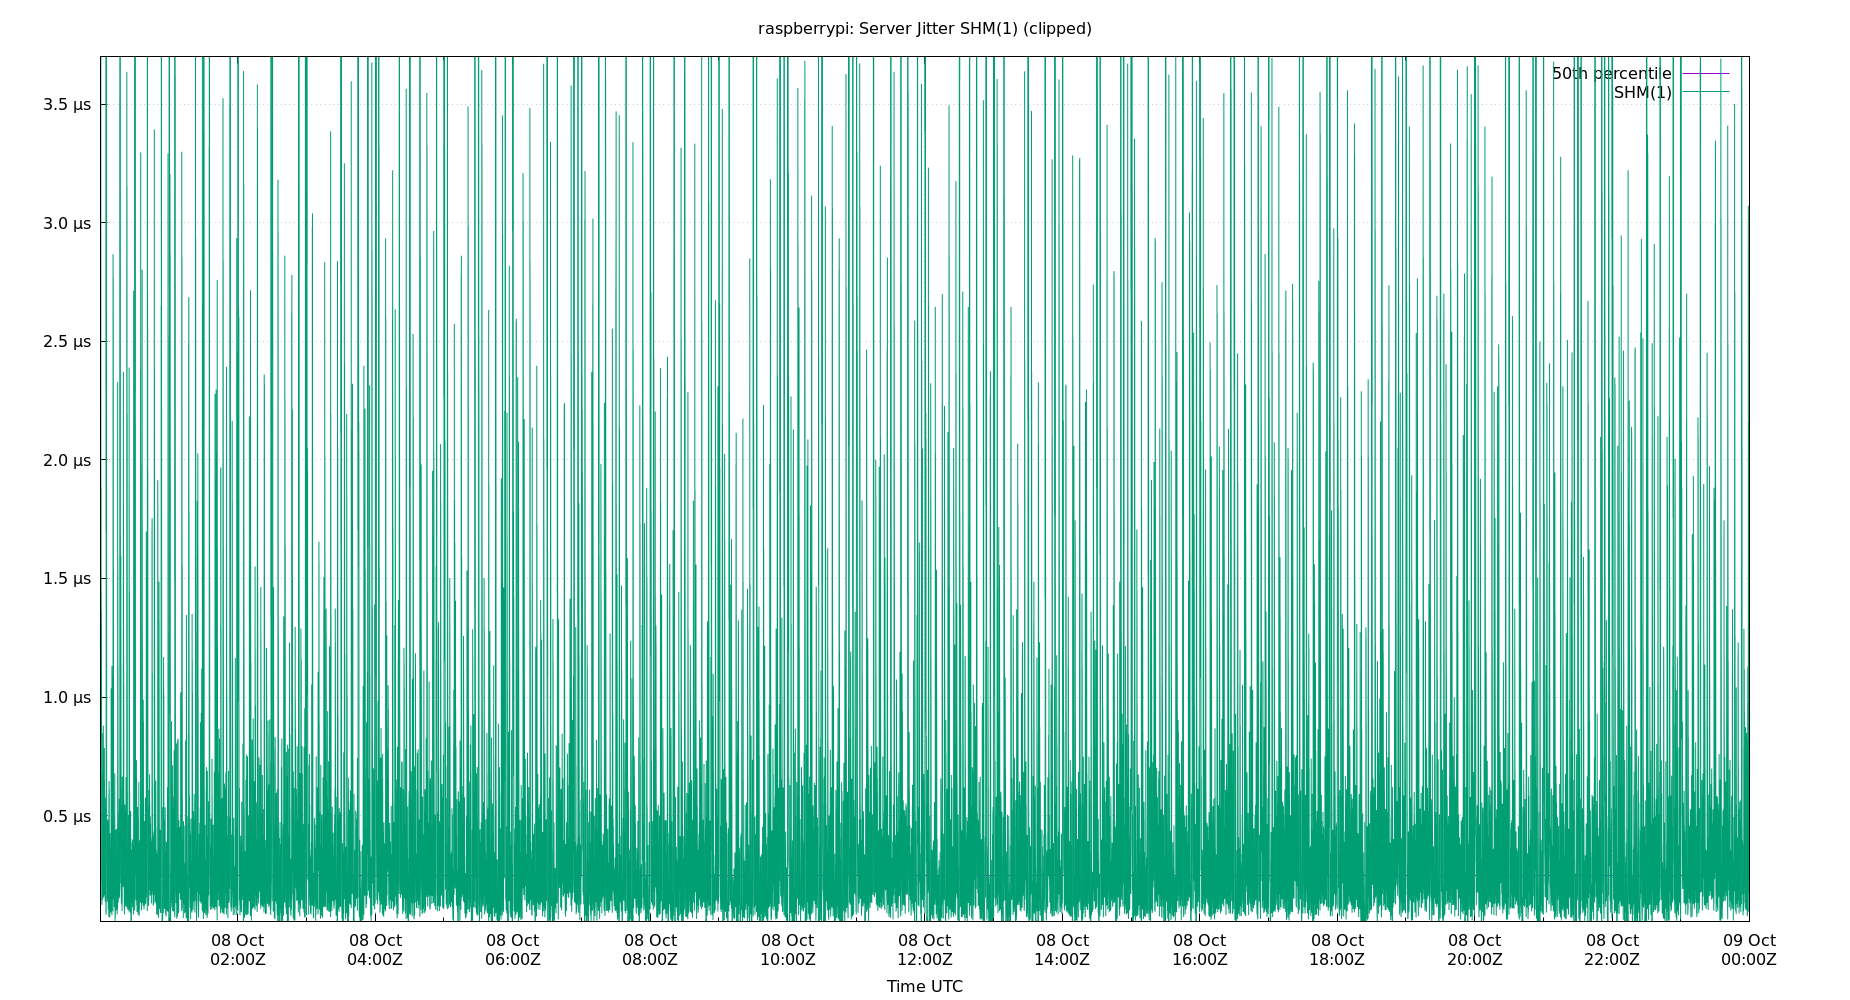 raspberrypi: Server Jitter SHM(1) (clipped)
50th percentile
SHM(1)
3.5 µs
3.0 µs
2.5 µs
2.0 µs
1.5 µs
1.0 µs
0.5 µs
08 Oct 08 Oct 08 Oct 08 Oct 08 Oct 08 Oct 08 Oct 08 Oct 08 Oct 08 Oct 08 Oct 09 Oct
02:00Z 04:00Z 06:00Z 08:00Z 10:00Z 12:00Z 14:00Z 16:00Z 18:00Z 20:00Z 22:00Z 00:00Z
Time UTC